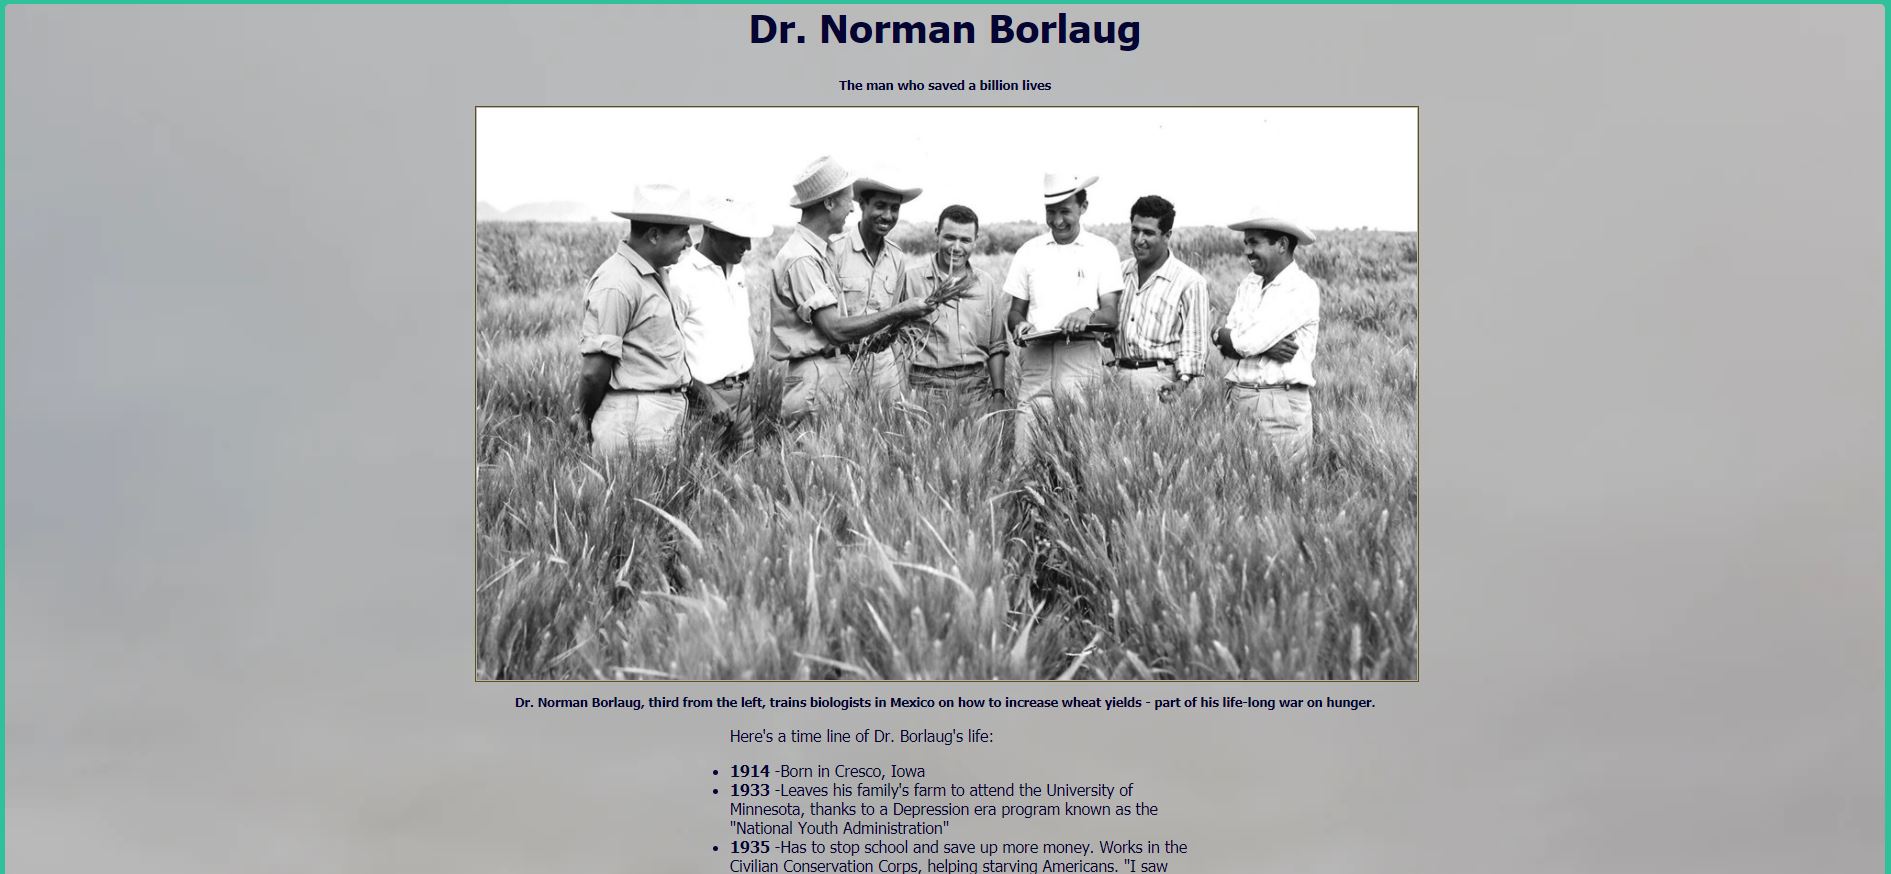 Dr. Norman Borlaug
The man who saved a billion lives
Dr. Norman Borlaug, third from the left, trains biologists in Mexico on how to increase wheat yields - part of his life-long war on hunger.
Here's a time line of Dr. Borlaug's life:
1914 -Born in Cresco, Iowa
1933 -Leaves his family's farm to attend the University of
Minnesota, thanks to a Depression era program known as the
"National Youth Administration"
1935 -Has to stop school and save up more money. Works in the
Civilian Conservation Corps, helping starving Americans. "I saw